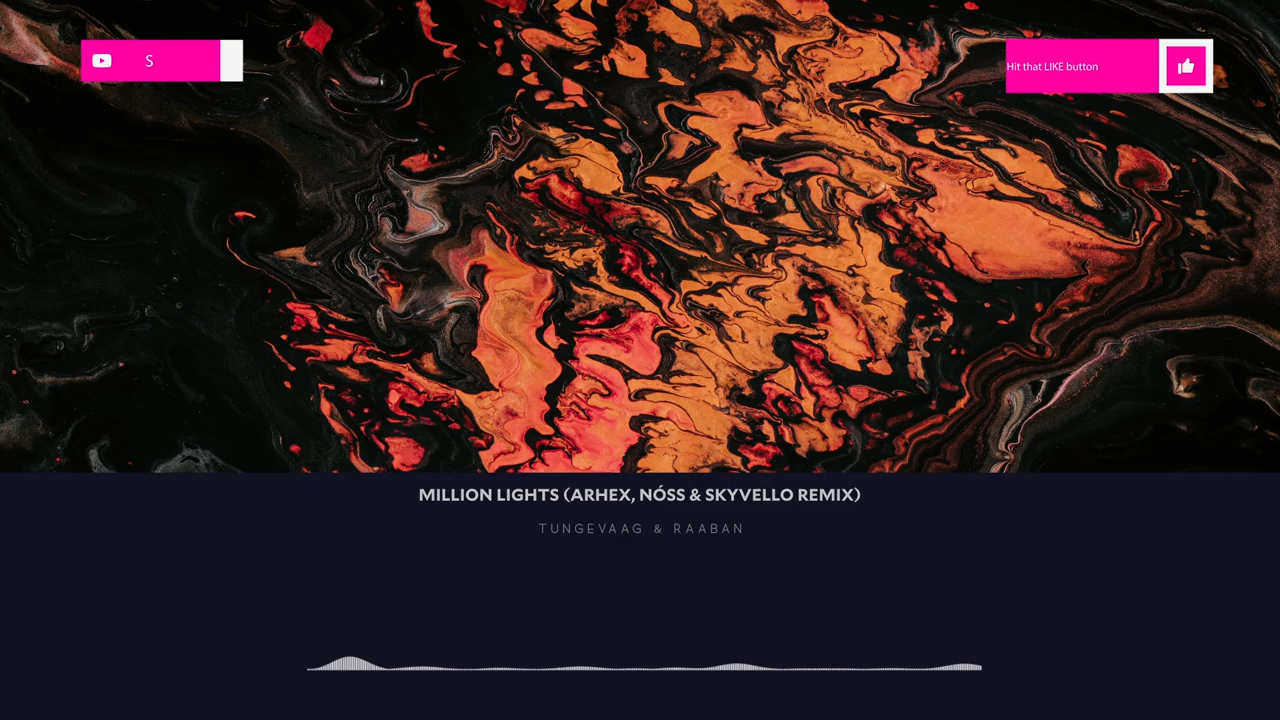 S
Hit that LIKE button
MILLION LIGHTS (ARHEX, NÓSS & SKYVELLO REMIX)
TUNGEVAAG & RAABAN